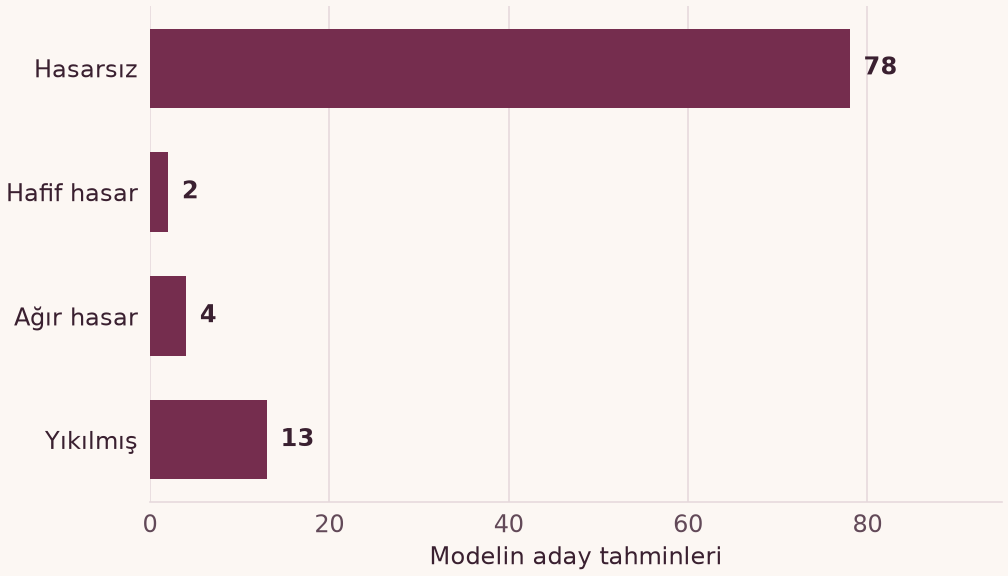 Hasarsız 78
Hafif hasar 2
Ağır hasar 4
Yıkılmış 13
0 20 40 60 80
Modelin aday tahminleri